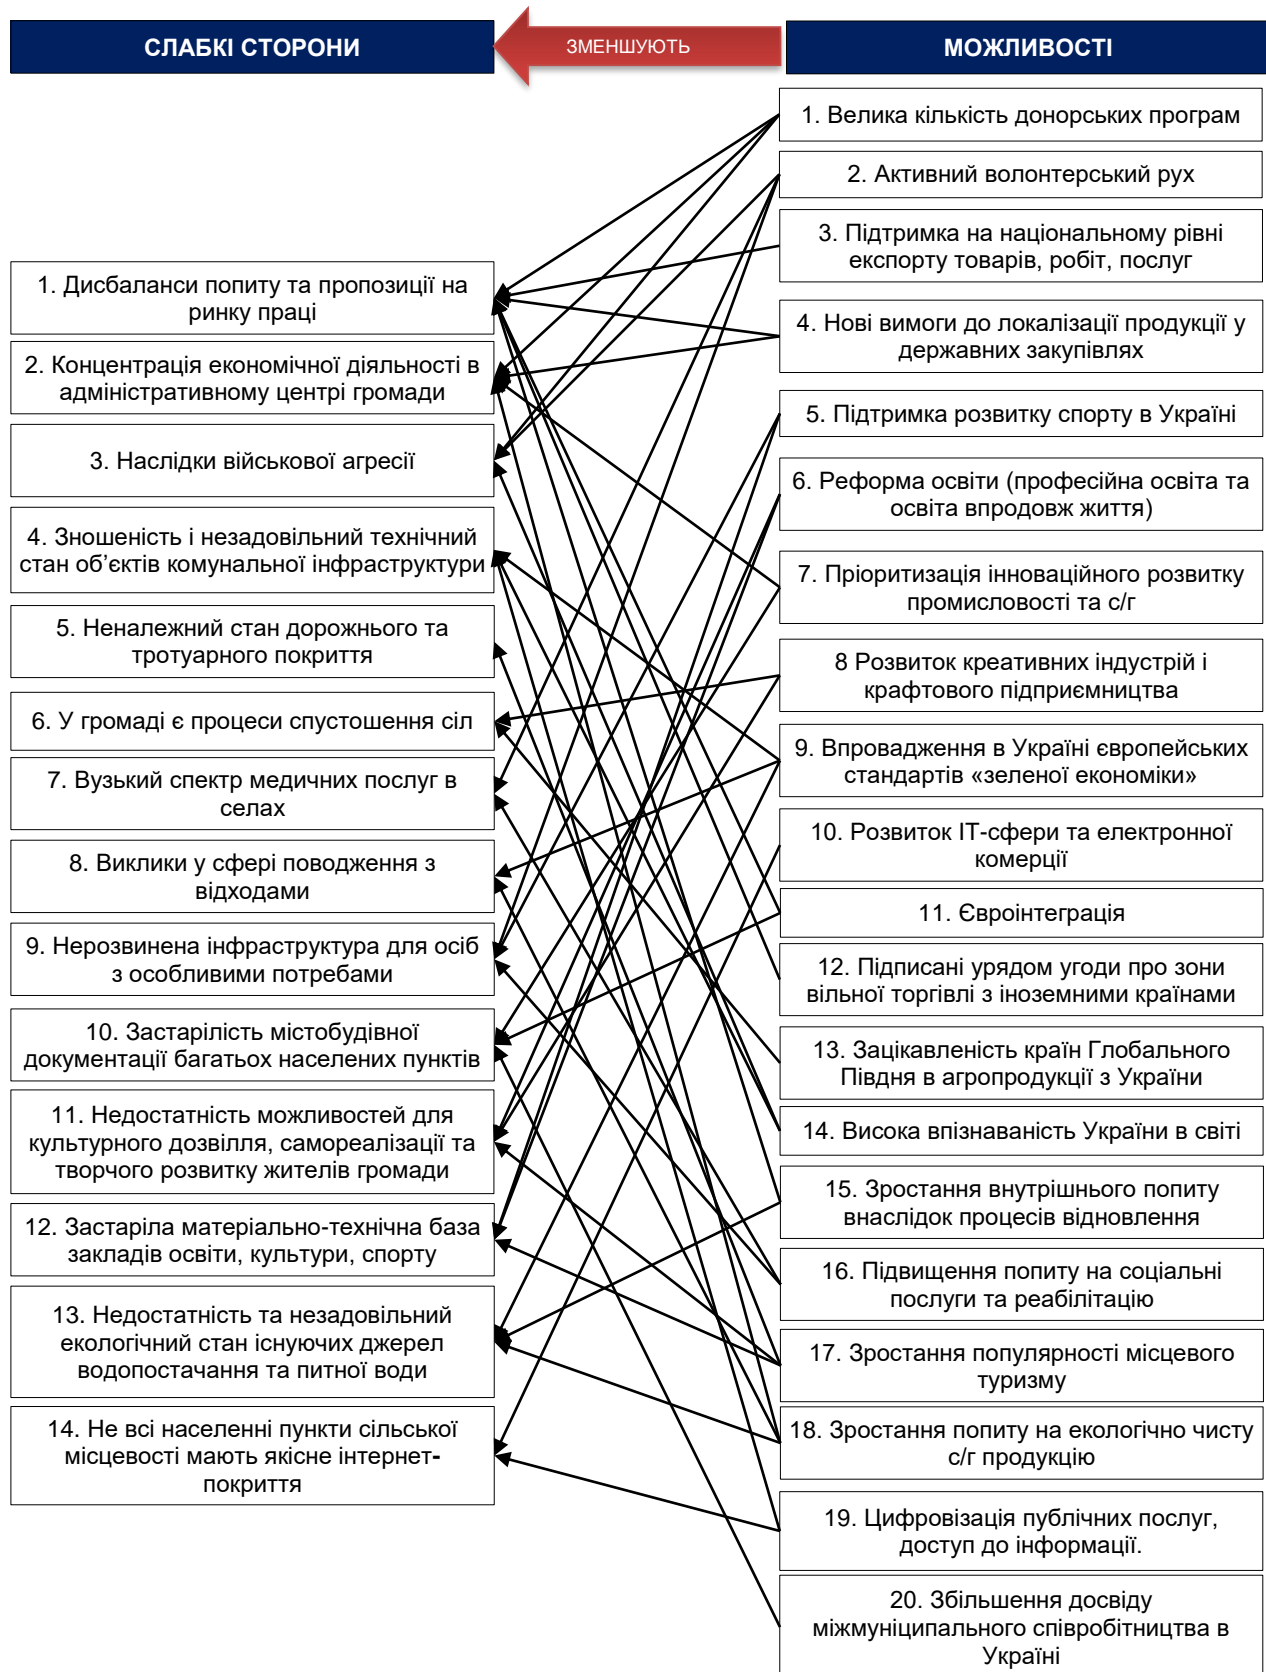 СЛАБКІ СТОРОНИ
ЗМЕНШУЮТЬ
МОЖЛИВОСТІ
1. Дисбаланси попиту та пропозиції на
ринку праці
2. Концентрація економічної діяльності в
адміністративному центрі громади
3. Наслідки військової агресії
4. Зношеність і незадовільний технічний
стан об’єктів комунальної інфраструктури
5. Неналежний стан дорожнього та
тротуарного покриття
6. У громаді є процеси спустошення сіл
7. Вузький спектр медичних послуг в
селах
8. Виклики у сфері поводження з
відходами
9. Нерозвинена інфраструктура для осіб
з особливими потребами
10. Застарілість містобудівної
документації багатьох населених пунктів
11. Недостатність можливостей для
культурного дозвілля, самореалізації та
творчого розвитку жителів громади
12. Застаріла матеріально-технічна база
закладів освіти, культури, спорту
13. Недостатність та незадовільний
екологічний стан існуючих джерел
водопостачання та питної води
14. Не всі населенні пункти сільської
місцевості мають якісне інтернет-
покриття
1. Велика кількість донорських програм
2. Активний волонтерський рух
3. Підтримка на національному рівні
експорту товарів, робіт, послуг
4. Нові вимоги до локалізації продукції у
державних закупівлях
5. Підтримка розвитку спорту в Україні
6. Реформа освіти (професійна освіта та
освіта впродовж життя)
7. Пріоритизація інноваційного розвитку
промисловості та с/г
8 Розвиток креативних індустрій і
крафтового підприємництва
9. Впровадження в Україні європейських
стандартів «зеленої економіки»
10. Розвиток ІТ-сфери та електронної
комерції
11. Євроінтеграція
12. Підписані урядом угоди про зони
вільної торгівлі з іноземними країнами
13. Зацікавленість країн Глобального
Півдня в агропродукції з України
14. Висока впізнаваність України в світі
15. Зростання внутрішнього попиту
внаслідок процесів відновлення
16. Підвищення попиту на соціальні
послуги та реабілітацію
17. Зростання популярності місцевого
туризму
18. Зростання попиту на екологічно чисту
с/г продукцію
19. Цифровізація публічних послуг,
доступ до інформації.
20. Збільшення досвіду
міжмуніципального співробітництва в
Україні